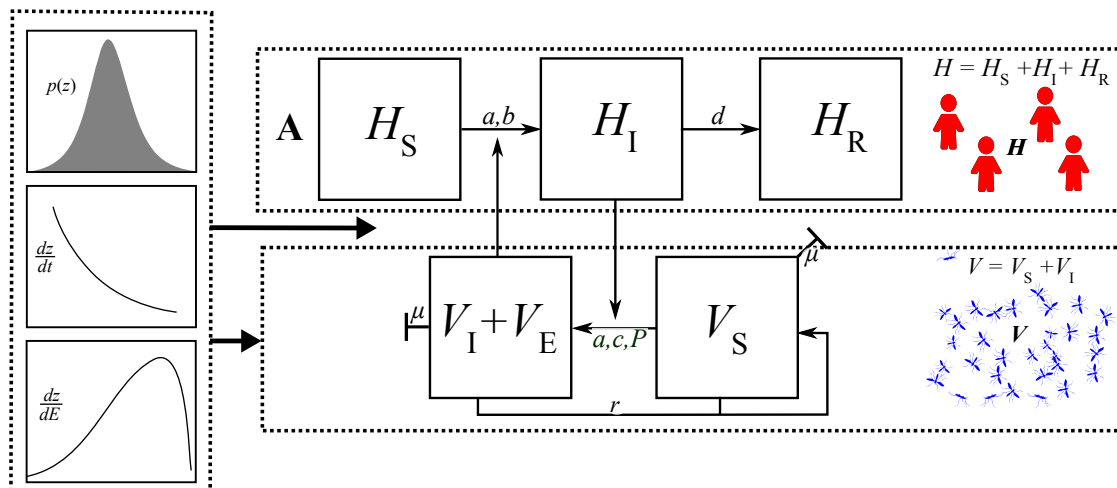 p(z)
dz
dt
dz
dE
A
H_S
a,b
H_I
d
H_R
H = H_S + H_I + H_R
H
μ
V_I + V_E
a,c,P
V_S
μ
r
V = V_S + V_I
V